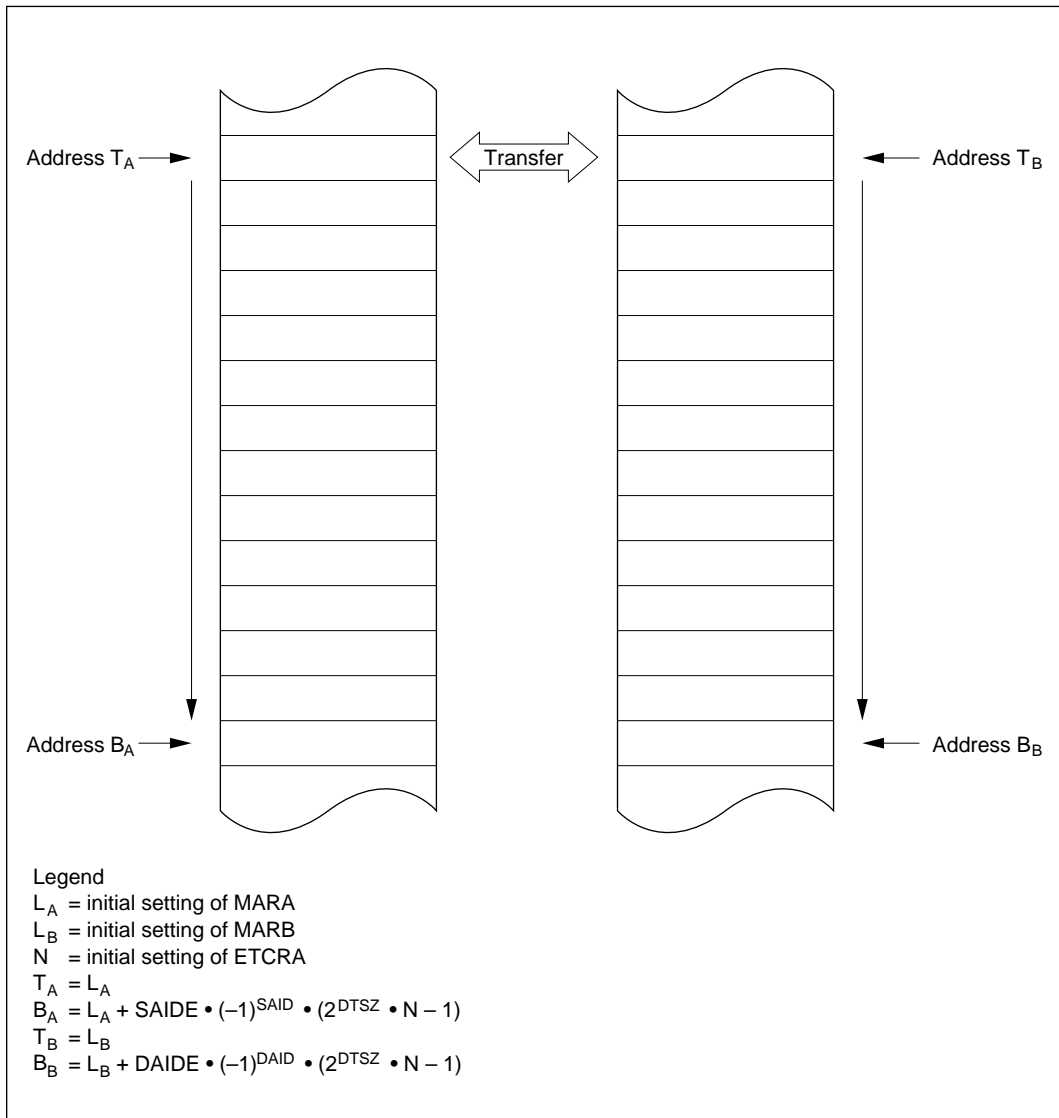 Address T_A Transfer Address T_B
Address B_A Address B_B
Legend
L_A = initial setting of MARA
L_B = initial setting of MARB
N = initial setting of ETCRA
T_A = L_A
B_A = L_A + SAIDE • (–1)^SAID • (2^DTSZ • N – 1)
T_B = L_B
B_B = L_B + DAIDE • (–1)^DAID • (2^DTSZ • N – 1)